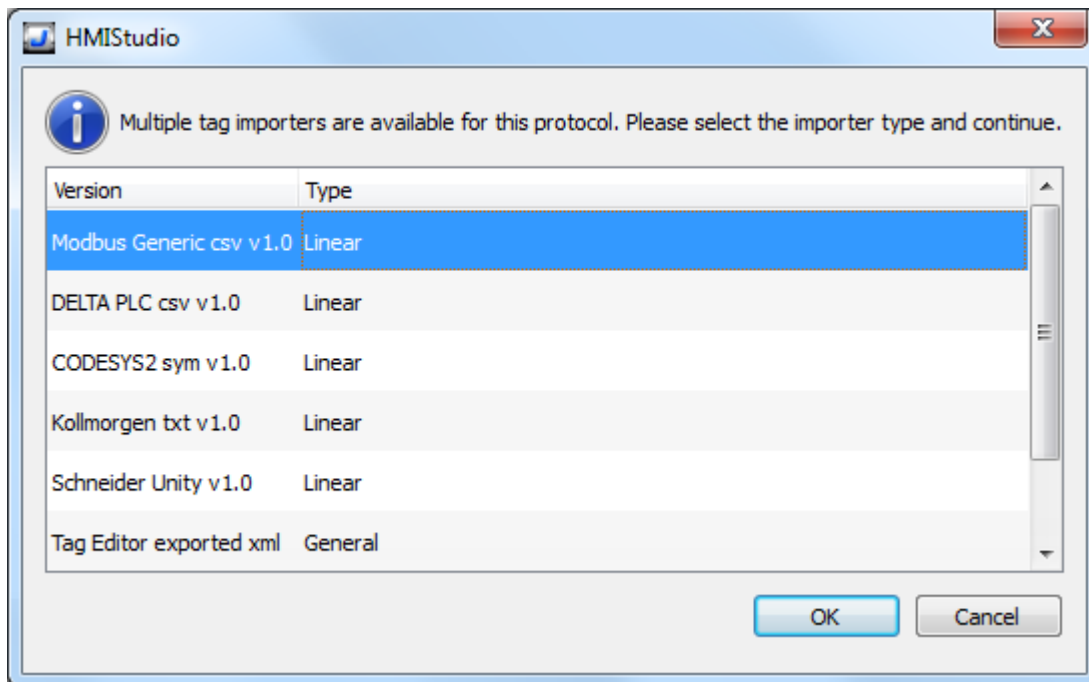 HMIStudio
Multiple tag importers are available for this protocol. Please select the importer type and continue.
Version Type
Modbus Generic csv v1.0 Linear
DELTA PLC csv v1.0 Linear
CODESYS2 sym v1.0 Linear
Kollmorgen txt v1.0 Linear
Schneider Unity v1.0 Linear
Tag Editor exported xml General
OK Cancel